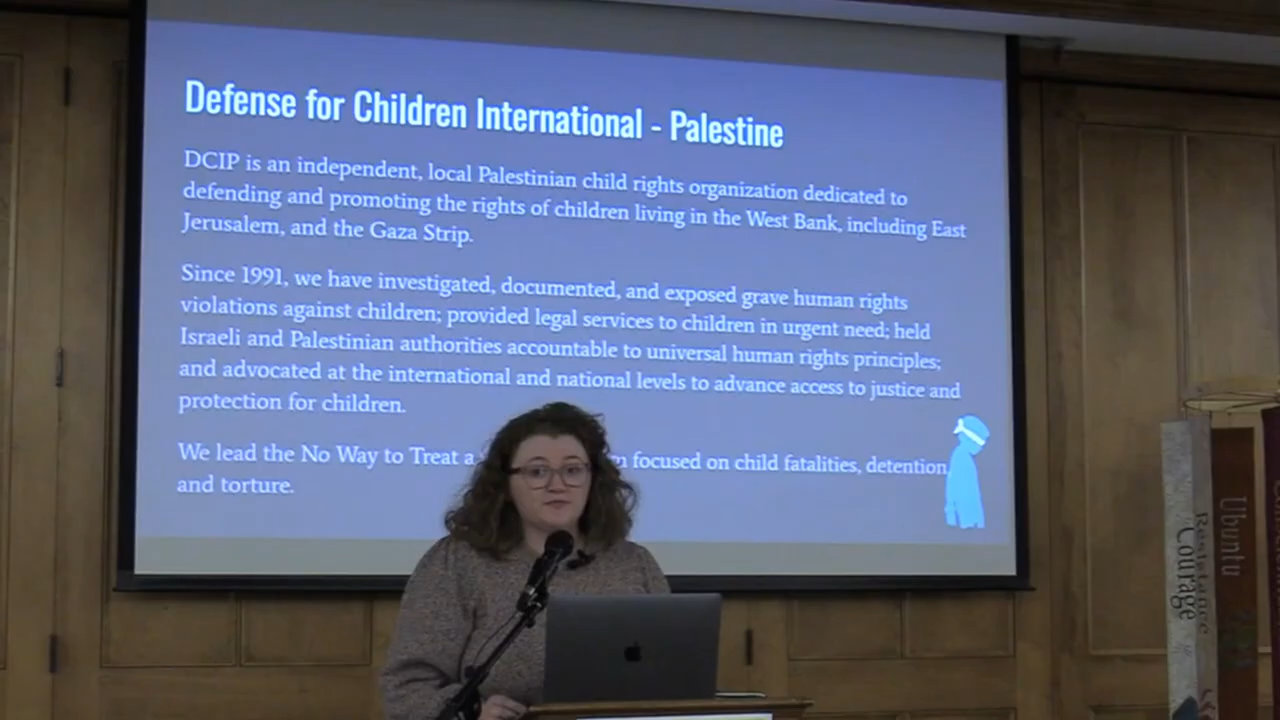 Defense for Children International - Palestine
DCIP is an independent, local Palestinian child rights organization dedicated to
defending and promoting the rights of children living in the West Bank, including East
Jerusalem, and the Gaza Strip.
Since 1991, we have investigated, documented, and exposed grave human rights
violations against children; provided legal services to children in urgent need; held
Israeli and Palestinian authorities accountable to universal human rights principles;
and advocated at the international and national levels to advance access to justice and
protection for children.
We lead the No Way to Treat a focused on child fatalities, detention
and torture.
Ubuntu
Resistance
Courage